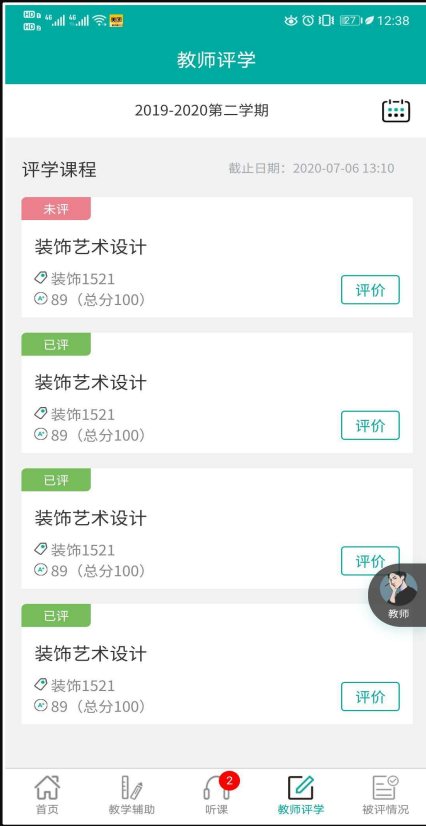 HD B 4G 4G 27 12:38
HD B
教师评学
2019-2020第二学期
评学课程 截止日期：2020-07-06 13:10
未评
装饰艺术设计
装饰1521
89（总分100） 评价
已评
装饰艺术设计
装饰1521
89（总分100） 评价
已评
装饰艺术设计
装饰1521
89（总分100） 评价
教师
已评
装饰艺术设计
装饰1521
89（总分100） 评价
2
首页 教学辅助 听课 教师评学 被评情况